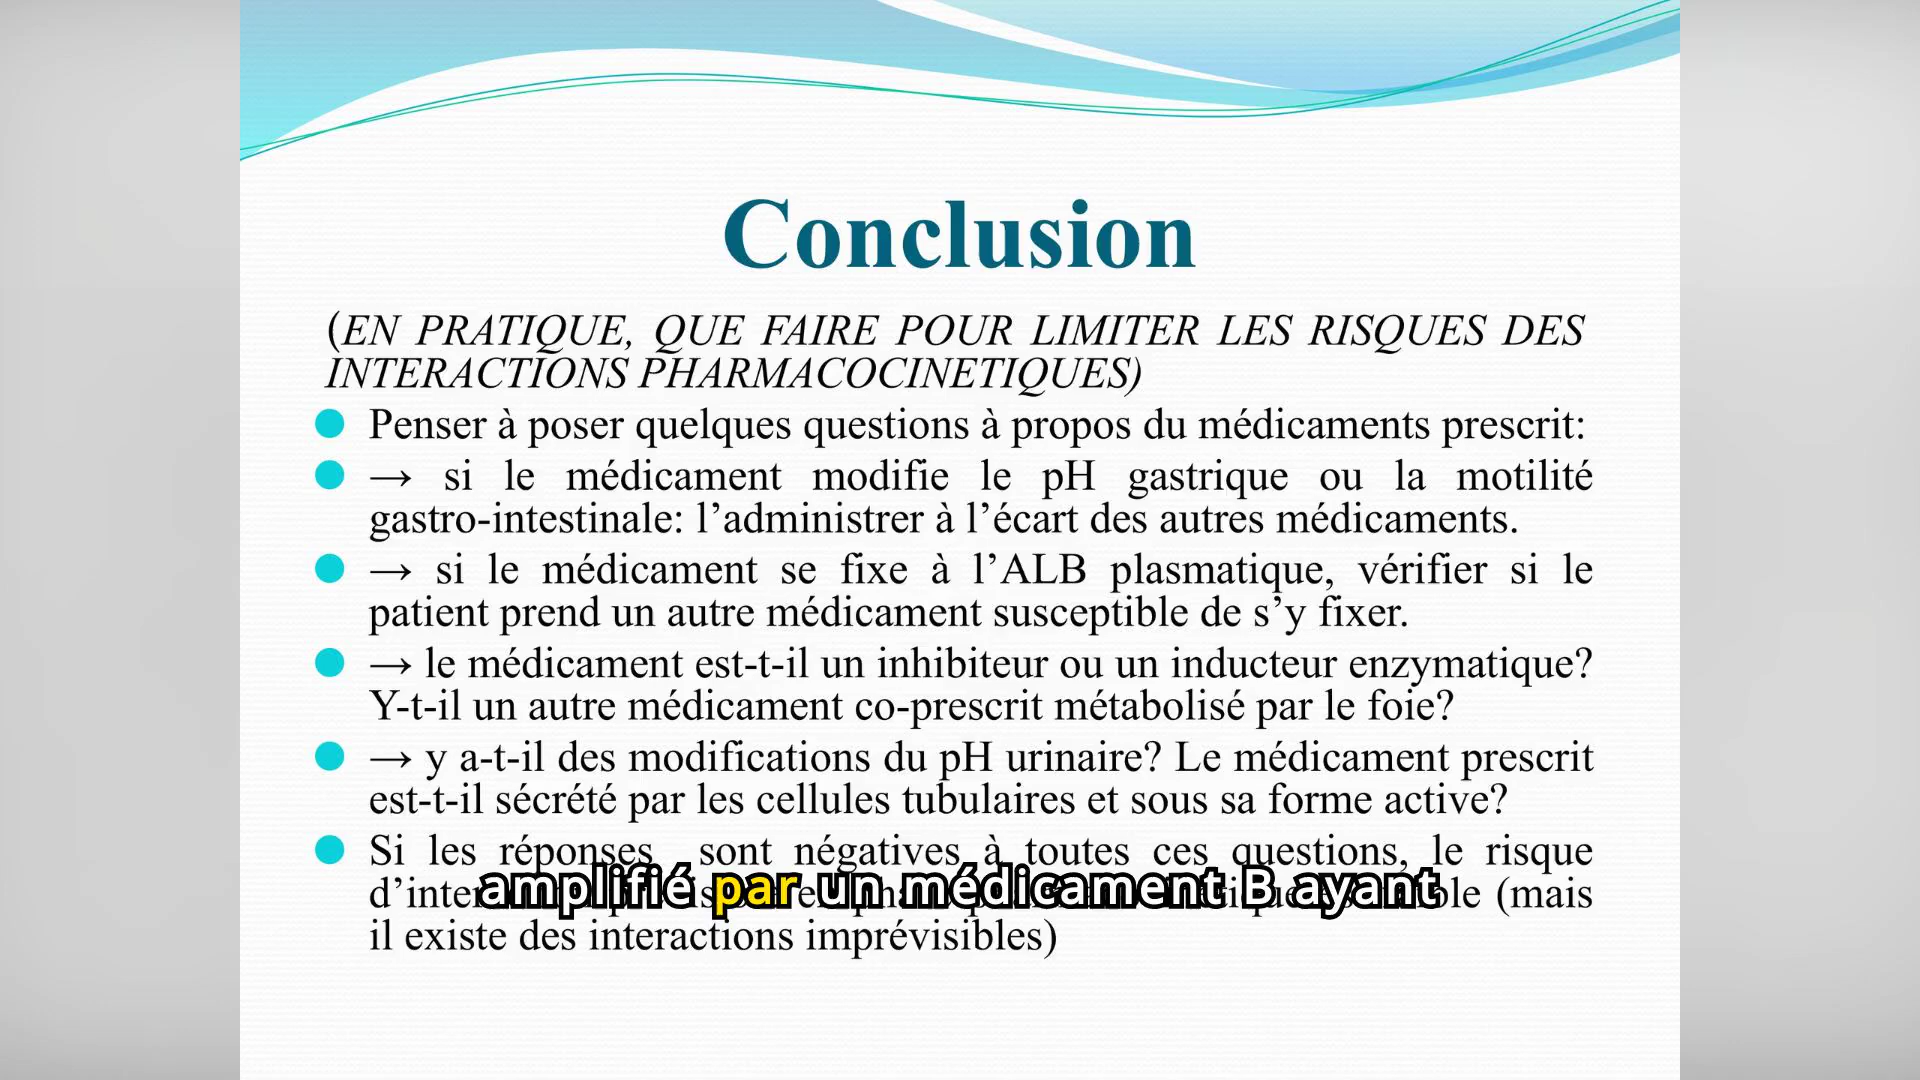 Conclusion
(EN PRATIQUE, QUE FAIRE POUR LIMITER LES RISQUES DES
INTERACTIONS PHARMACOCINETIQUES)
Penser à poser quelques questions à propos du médicaments prescrit:
→ si le médicament modifie le pH gastrique ou la motilité
gastro-intestinale: l’administrer à l’écart des autres médicaments.
→ si le médicament se fixe à l’ALB plasmatique, vérifier si le
patient prend un autre médicament susceptible de s’y fixer.
→ le médicament est-t-il un inhibiteur ou un inducteur enzymatique?
Y-t-il un autre médicament co-prescrit métabolisé par le foie?
→ y a-t-il des modifications du pH urinaire? Le médicament prescrit
est-t-il sécrété par les cellules tubulaires et sous sa forme active?
Si les réponses sont négatives à toutes ces questions, le risque
(mais
il existe des interactions imprévisibles)
amplifié par un médicament B ayant